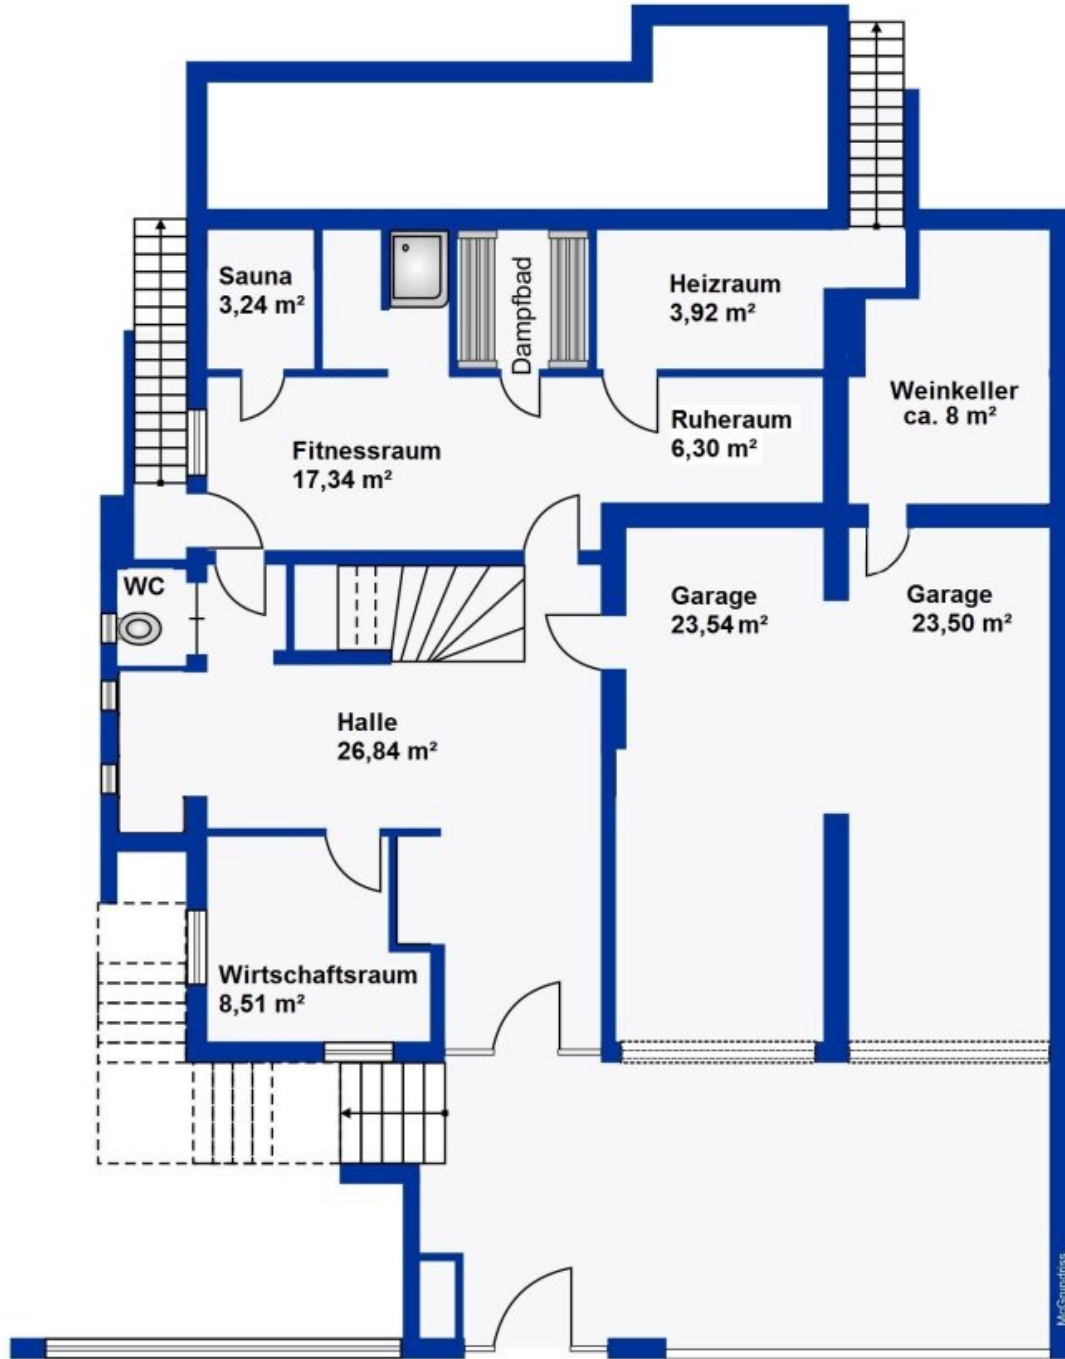 Sauna
3,24 m²
Dampfbad
Heizraum
3,92 m²
Weinkeller
ca. 8 m²
Ruheraum
6,30 m²
Fitnessraum
17,34 m²
WC
Garage
23,54 m²
Garage
23,50 m²
Halle
26,84 m²
Wirtschaftsraum
8,51 m²
McGrundriss